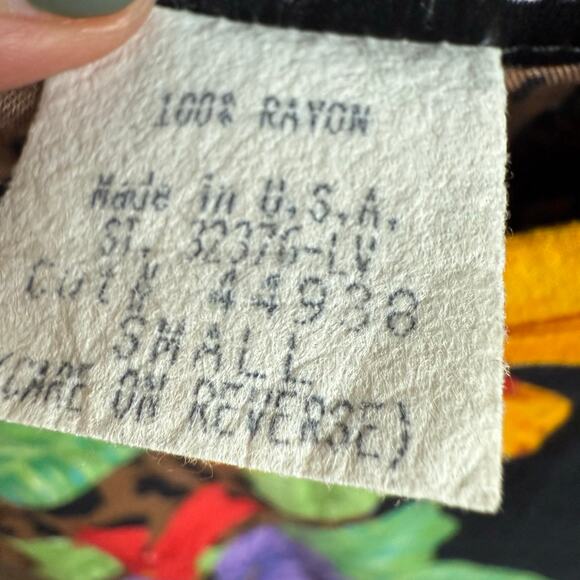 100% RAYON
Made in U.S.A.
ST. 32376-LV
Cut# 44938
SMALL
(CARE ON REVERSE)